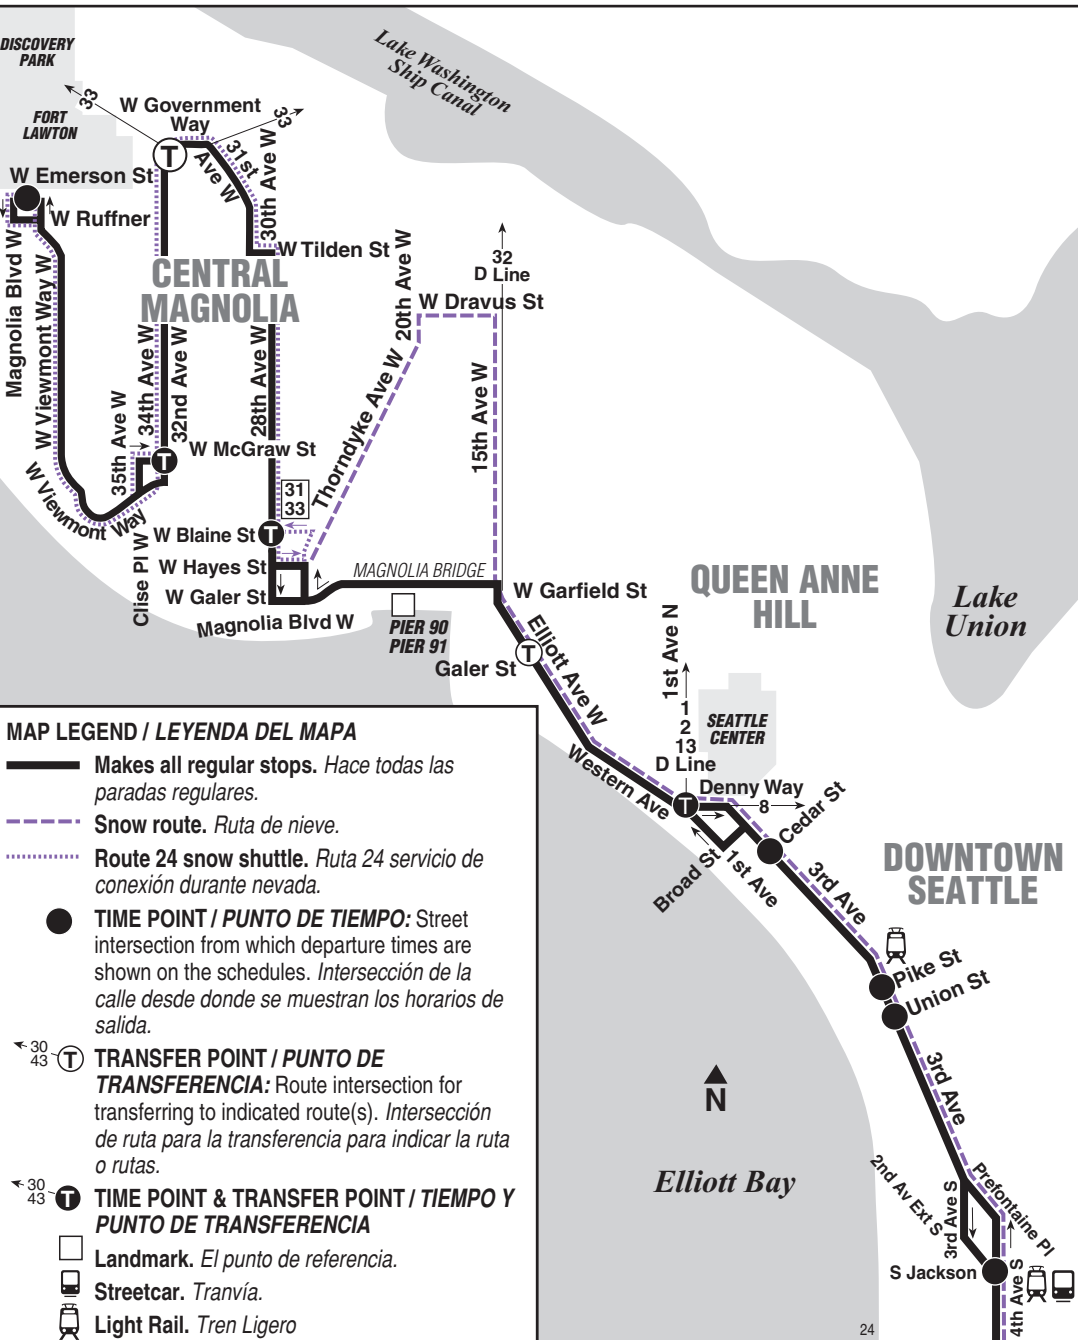 DISCOVERY
PARK
FORT
LAWTON
33
W Government
Way
33
T
31st
Ave W
30th Ave W
Lake Washington
Ship Canal
W Emerson St
W Ruffner
W Tilden St
CENTRAL
MAGNOLIA
Magnolia Blvd W
W Viewmont Way W
34th Ave W
32nd Ave W
28th Ave W
35th Ave W
W McGraw St
T
W Viewmont Way
Clise Pl W
31
33
Thorndyke Ave W
20th Ave W
W Dravus St
32
D Line
15th Ave W
W Blaine St
T
W Hayes St
W Galer St
Magnolia Blvd W
MAGNOLIA BRIDGE
W Garfield St
PIER 90
PIER 91
Galer St
T
Elliott Ave W
QUEEN ANNE
HILL
Lake
Union
1st Ave N
1
2
13
D Line
SEATTLE
CENTER
Western Ave
T
Denny Way
8
Cedar St
Broad St
1st Ave
3rd Ave
DOWNTOWN
SEATTLE
Pike St
Union St
3rd Ave
N
Elliott Bay
2nd Av Ext S
3rd Ave S
Prefontaine Pl
S Jackson
4th Ave S
24
MAP LEGEND / LEYENDA DEL MAPA
Makes all regular stops. Hace todas las
paradas regulares.
Snow route. Ruta de nieve.
Route 24 snow shuttle. Ruta 24 servicio de
conexión durante nevada.
TIME POINT / PUNTO DE TIEMPO: Street
intersection from which departure times are
shown on the schedules. Intersección de la
calle desde donde se muestran los horarios de
salida.
30
43
T
TRANSFER POINT / PUNTO DE
TRANSFERENCIA: Route intersection for
transferring to indicated route(s). Intersección
de ruta para la transferencia para indicar la ruta
o rutas.
30
43
T
TIME POINT & TRANSFER POINT / TIEMPO Y
PUNTO DE TRANSFERENCIA
Landmark. El punto de referencia.
Streetcar. Tranvía.
Light Rail. Tren Ligero